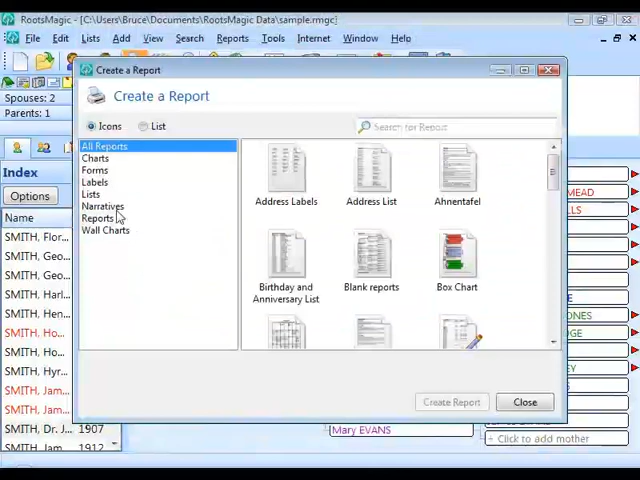 RootsMagic - [C:\Users\Bruce\Documents\RootsMagic Data\sample.rmgc]
File Edit Lists Add View Search Reports Tools Internet Window Help
Create a Report
Spouses: 2
Parents: 1
Create a Report
Icons List
Search for Report
Index
Options
Name
SMITH, Flor...
SMITH, Geo...
SMITH, Geo...
SMITH, Harl...
SMITH, Hen...
SMITH, Ho...
SMITH, Ho...
SMITH, Hyr...
SMITH, Jam...
SMITH, Jam...
SMITH, Dr. J... 1907
SMITH, Jam... 1912
All Reports
Charts
Forms
Labels
Lists
Narratives
Reports
Wall Charts
Address Labels Address List Ahnentafel
Birthday and Anniversary List Blank reports Box Chart
MEAD
LLS
ONES
GE
EY
Create Report Close
Mary EVANS
+ Click to add mother